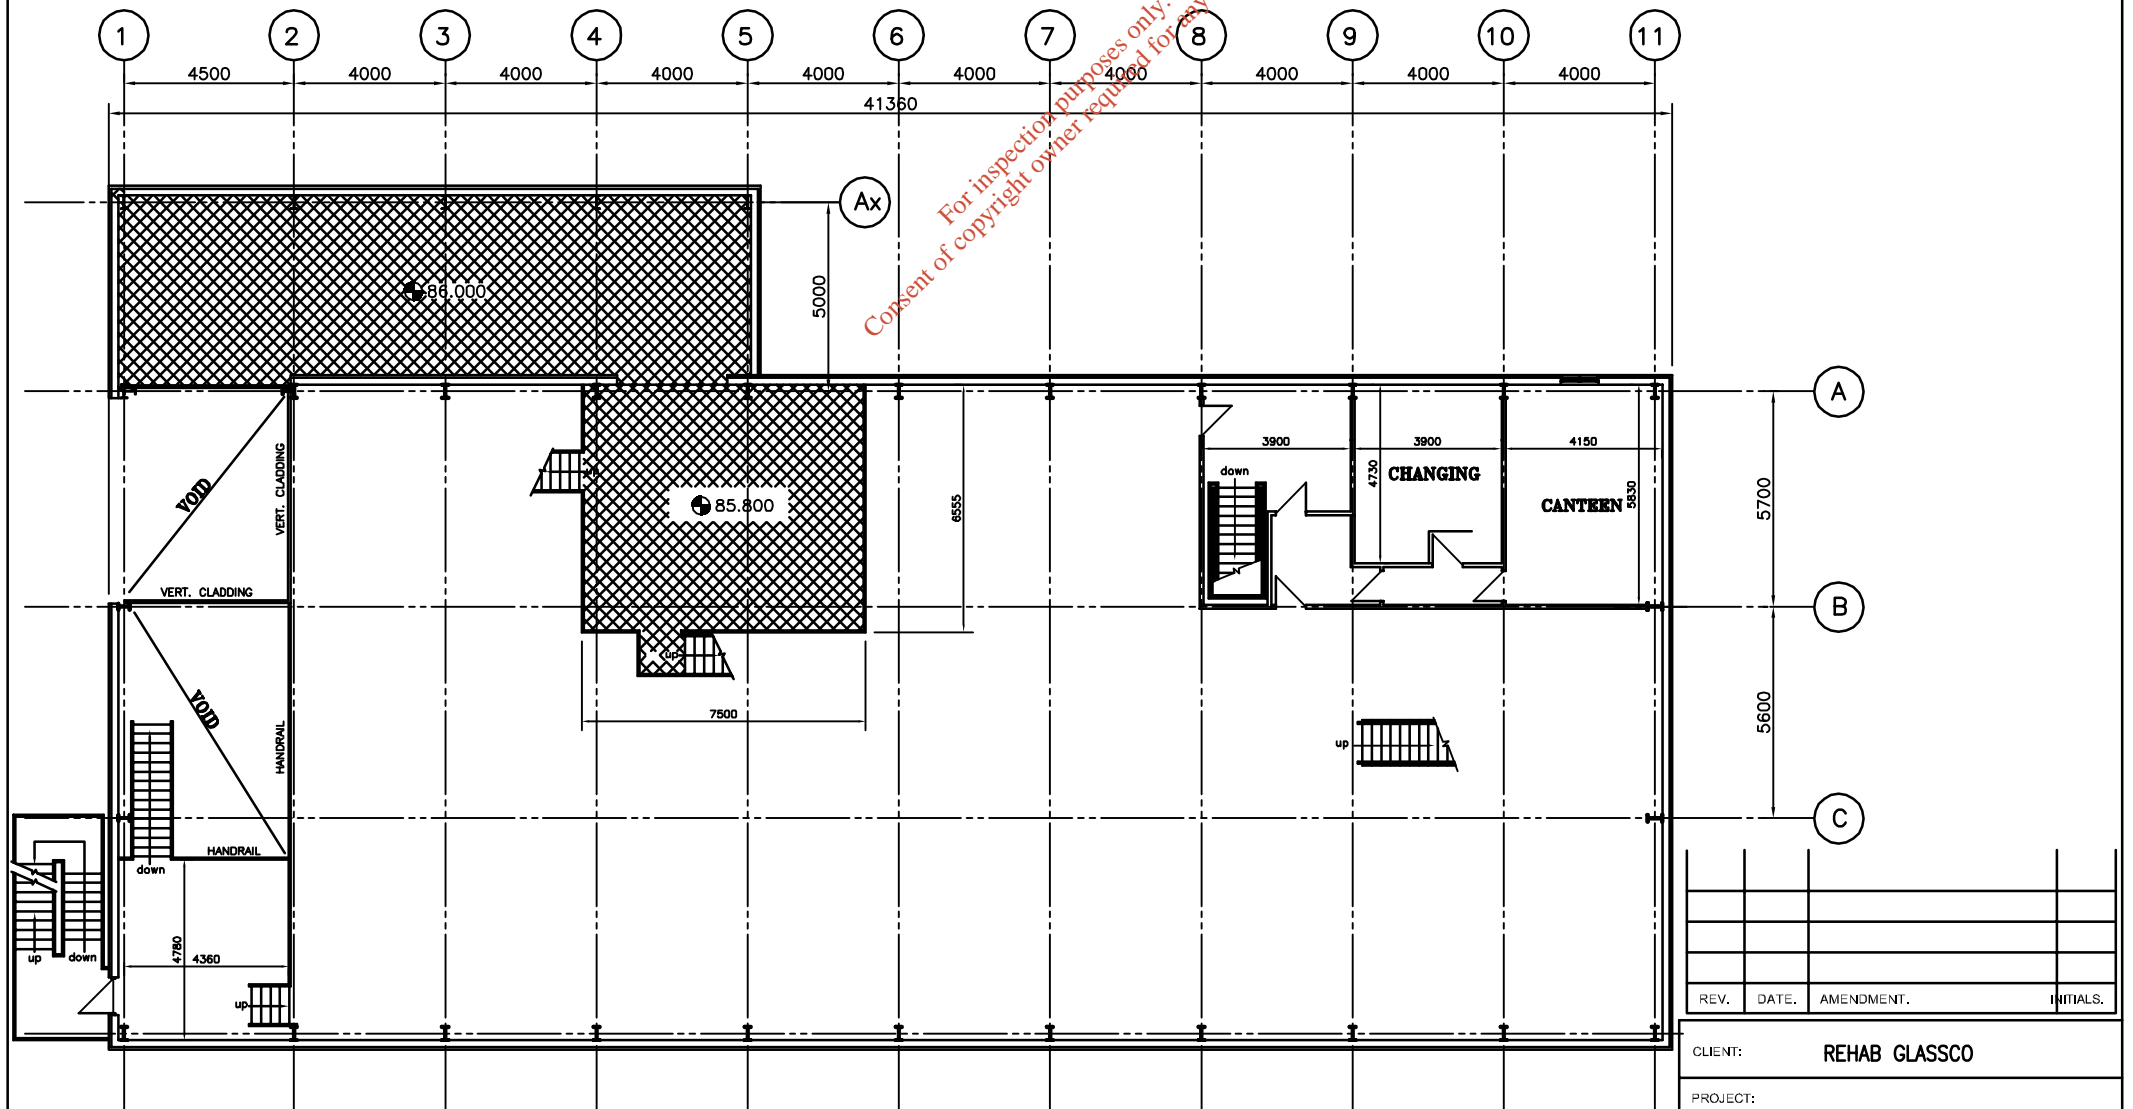 1 2 3 4 5 6 7 8 9 10 11
4500 4000 4000 4000 4000 4000 4000 4000 4000 4000
41360
For inspection purposes only.
Consent of copyright owner required for any
Ax
86.000
5000
A
VOID
VERT. CLADDING
VERT. CLADDING
up
85.800
6555
up
7500
3900 3900 4150
down
4730
CHANGING
CANTEEN
5830
5700
B
VOID
HANDRAIL
HANDRAIL
down
up
5600
C
up
down
4780
4360
up
REV. DATE. AMENDMENT. INITIALS.
CLIENT: REHAB GLASSCO
PROJECT: